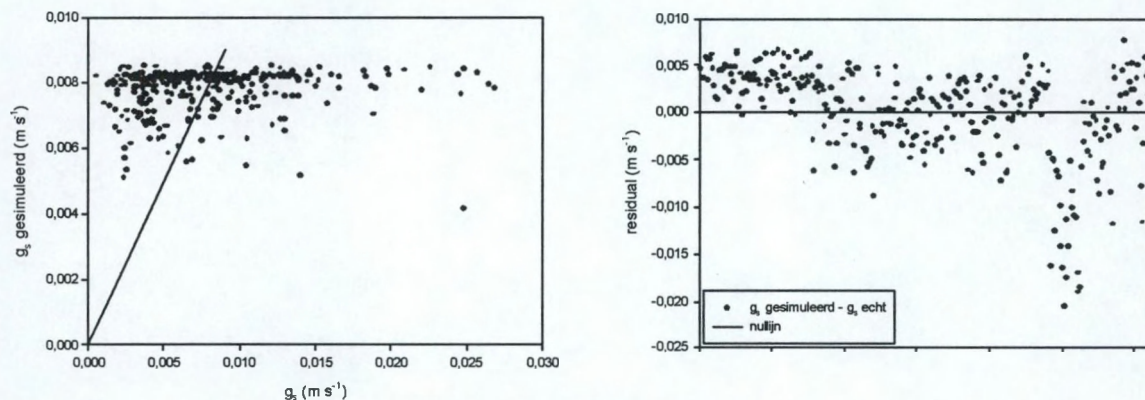 0,010
0,008
0,006
0,004
0,002
0,000
gₛ gesimuleerd (m s⁻¹)
0,000 0,005 0,010 0,015 0,020 0,025 0,030
gₛ (m s⁻¹)
0,010
0,005
0,000
-0,005
-0,010
-0,015
-0,020
-0,025
residual (m s⁻¹)
gₛ gesimuleerd - gₛ echt
nullijn